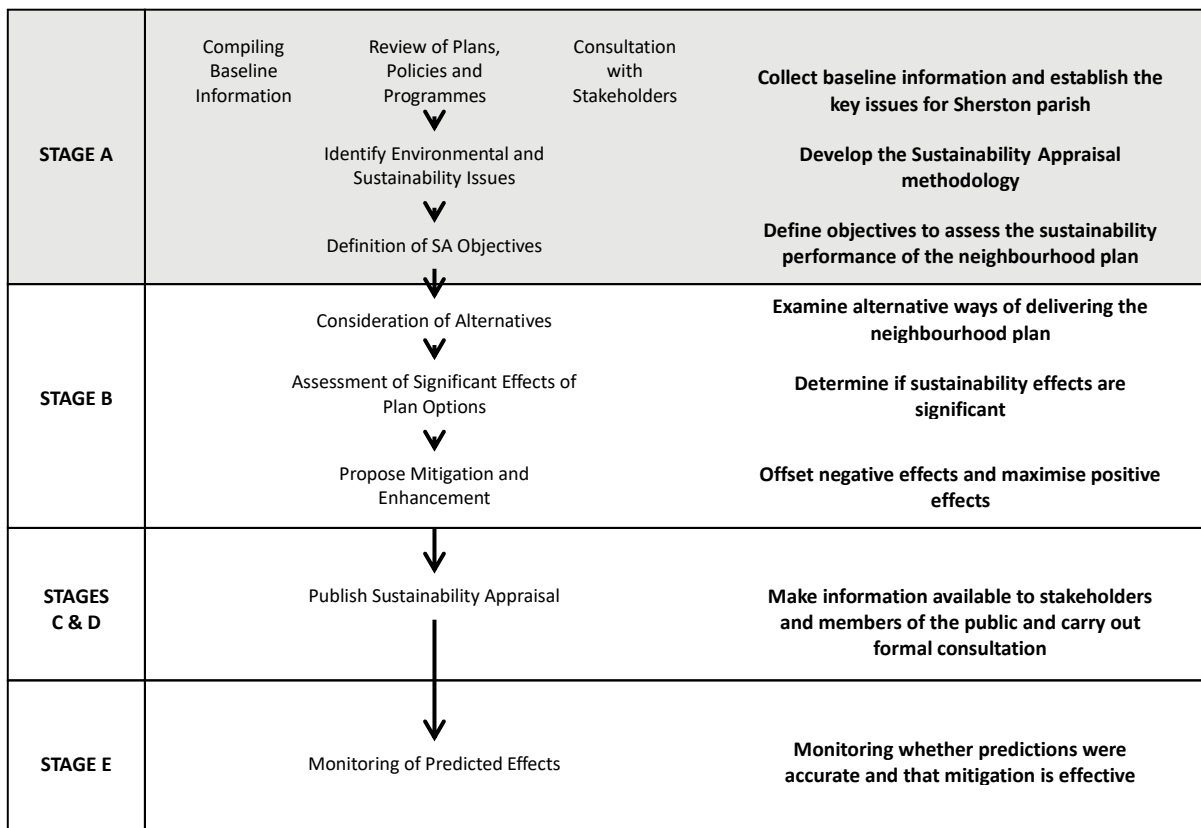 Compiling
Baseline
Information
Review of Plans,
Policies and
Programmes
Consultation
with
Stakeholders
Collect baseline information and establish the
key issues for Sherston parish
STAGE A
Identify Environmental and
Sustainability Issues
Develop the Sustainability Appraisal
methodology
Definition of SA Objectives
Define objectives to assess the sustainability
performance of the neighbourhood plan
Consideration of Alternatives
Examine alternative ways of delivering the
neighbourhood plan
STAGE B
Assessment of Significant Effects of
Plan Options
Determine if sustainability effects are
significant
Propose Mitigation and
Enhancement
Offset negative effects and maximise positive
effects
STAGES
C & D
Publish Sustainability Appraisal
Make information available to stakeholders
and members of the public and carry out
formal consultation
STAGE E
Monitoring of Predicted Effects
Monitoring whether predictions were
accurate and that mitigation is effective